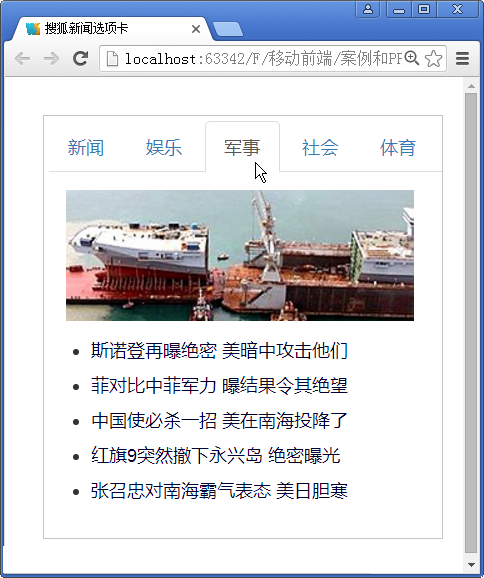 搜狐新闻选项卡
localhost:63342/F/移动前端/案例和PP
新闻 娱乐 军事 社会 体育
斯诺登再曝绝密 美暗中攻击他们
菲对比中菲军力 曝结果令其绝望
中国使必杀一招 美在南海投降了
红旗9突然撤下永兴岛 绝密曝光
张召忠对南海霸气表态 美日胆寒